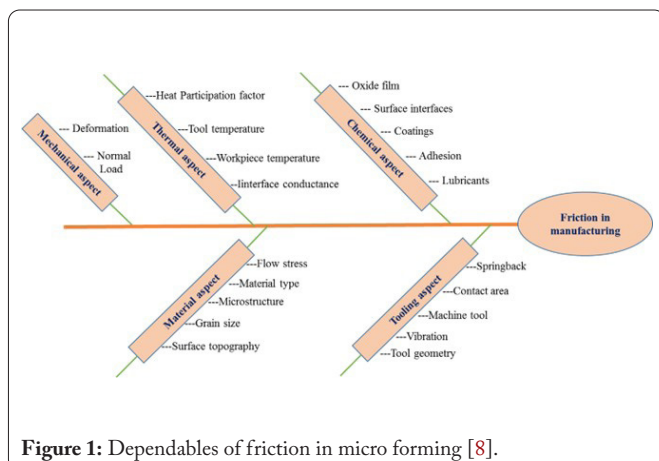 ---Heat Participation factor
---Tool temperature
---Workpiece temperature
---Iinterface conductance
Thermal aspect
--- Deformation
--- Normal
Load
Mechanical aspect
--- Oxide film
--- Surface interfaces
--- Coatings
--- Adhesion
--- Lubricants
Chemical aspect
Friction in
manufacturing
---Flow stress
---Material type
---Microstructure
---Grain size
---Surface topography
Material aspect
---Springback
---Contact area
---Machine tool
---Vibration
---Tool geometry
Tooling aspect
Figure 1: Dependables of friction in micro forming [8].